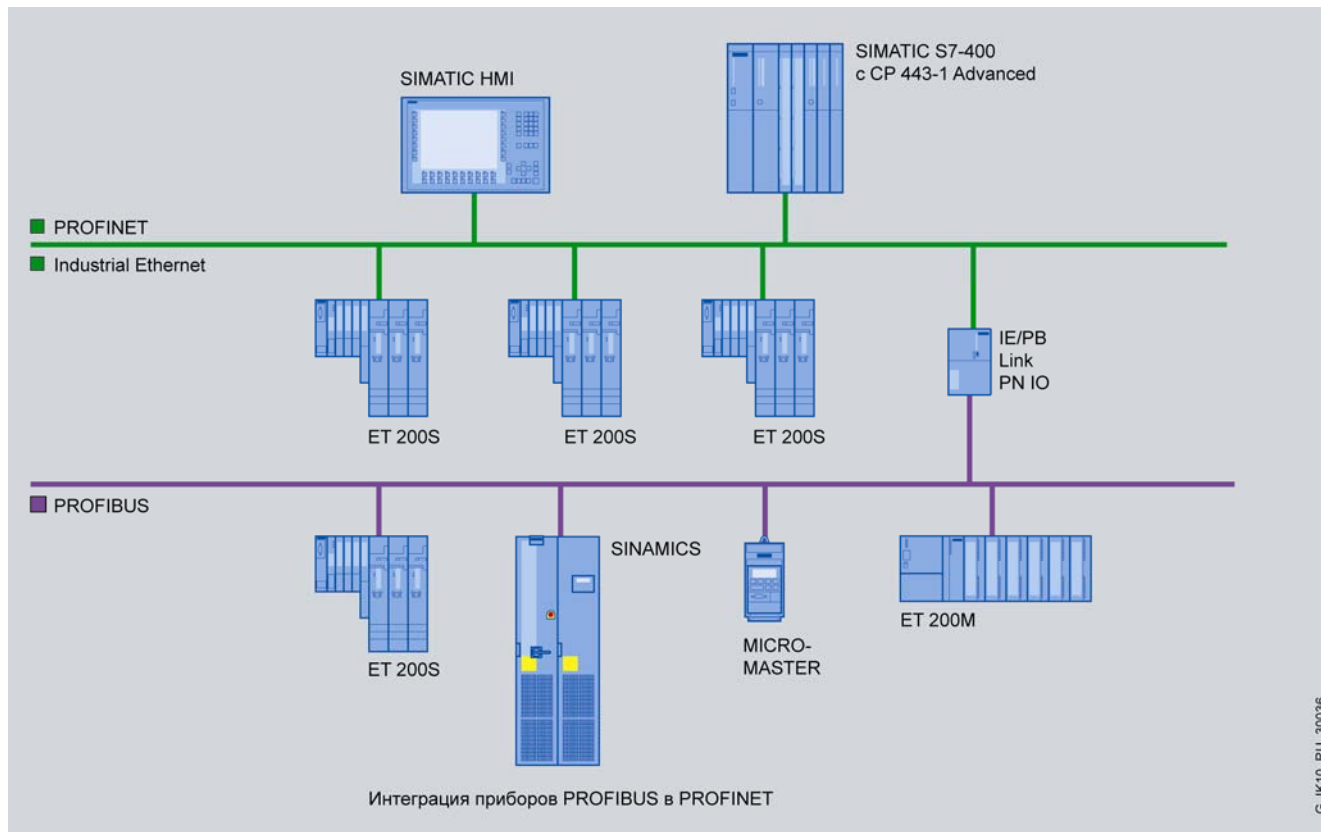 SIMATIC HMI
SIMATIC S7-400
с CP 443-1 Advanced
PROFINET
Industrial Ethernet
IE/PB
Link
PN IO
ET 200S
ET 200S
ET 200S
PROFIBUS
SINAMICS
ET 200S
MICRO-
MASTER
ET 200M
Интеграция приборов PROFIBUS в PROFINET
G_IK10_RU_30036